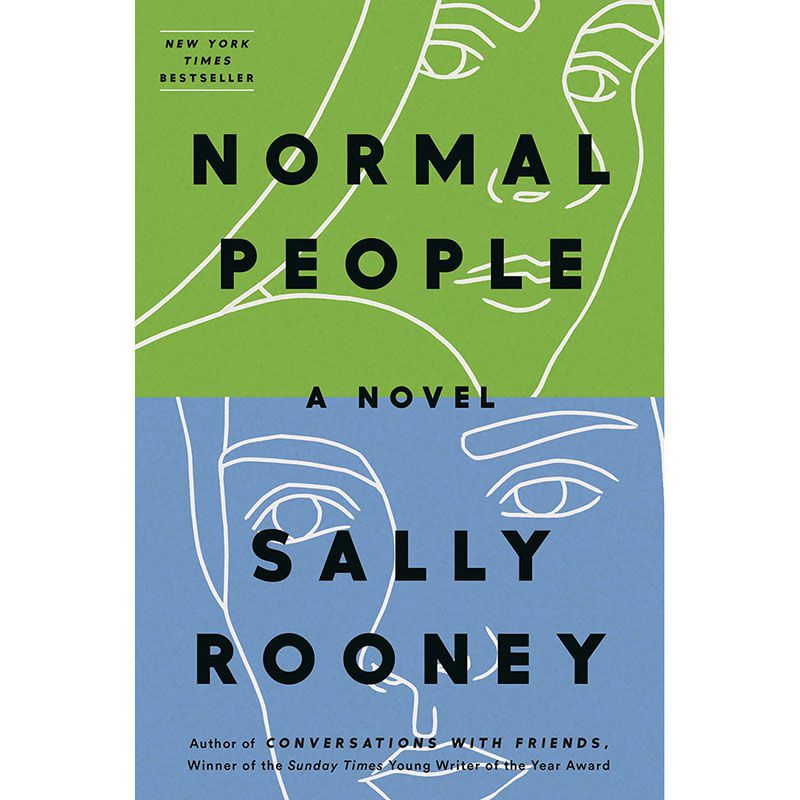 NEW YORK
TIMES
BESTSELLER
NORMAL
PEOPLE
A NOVEL
SALLY
ROONEY
Author of CONVERSATIONS WITH FRIENDS,
Winner of the Sunday Times Young Writer of the Year Award